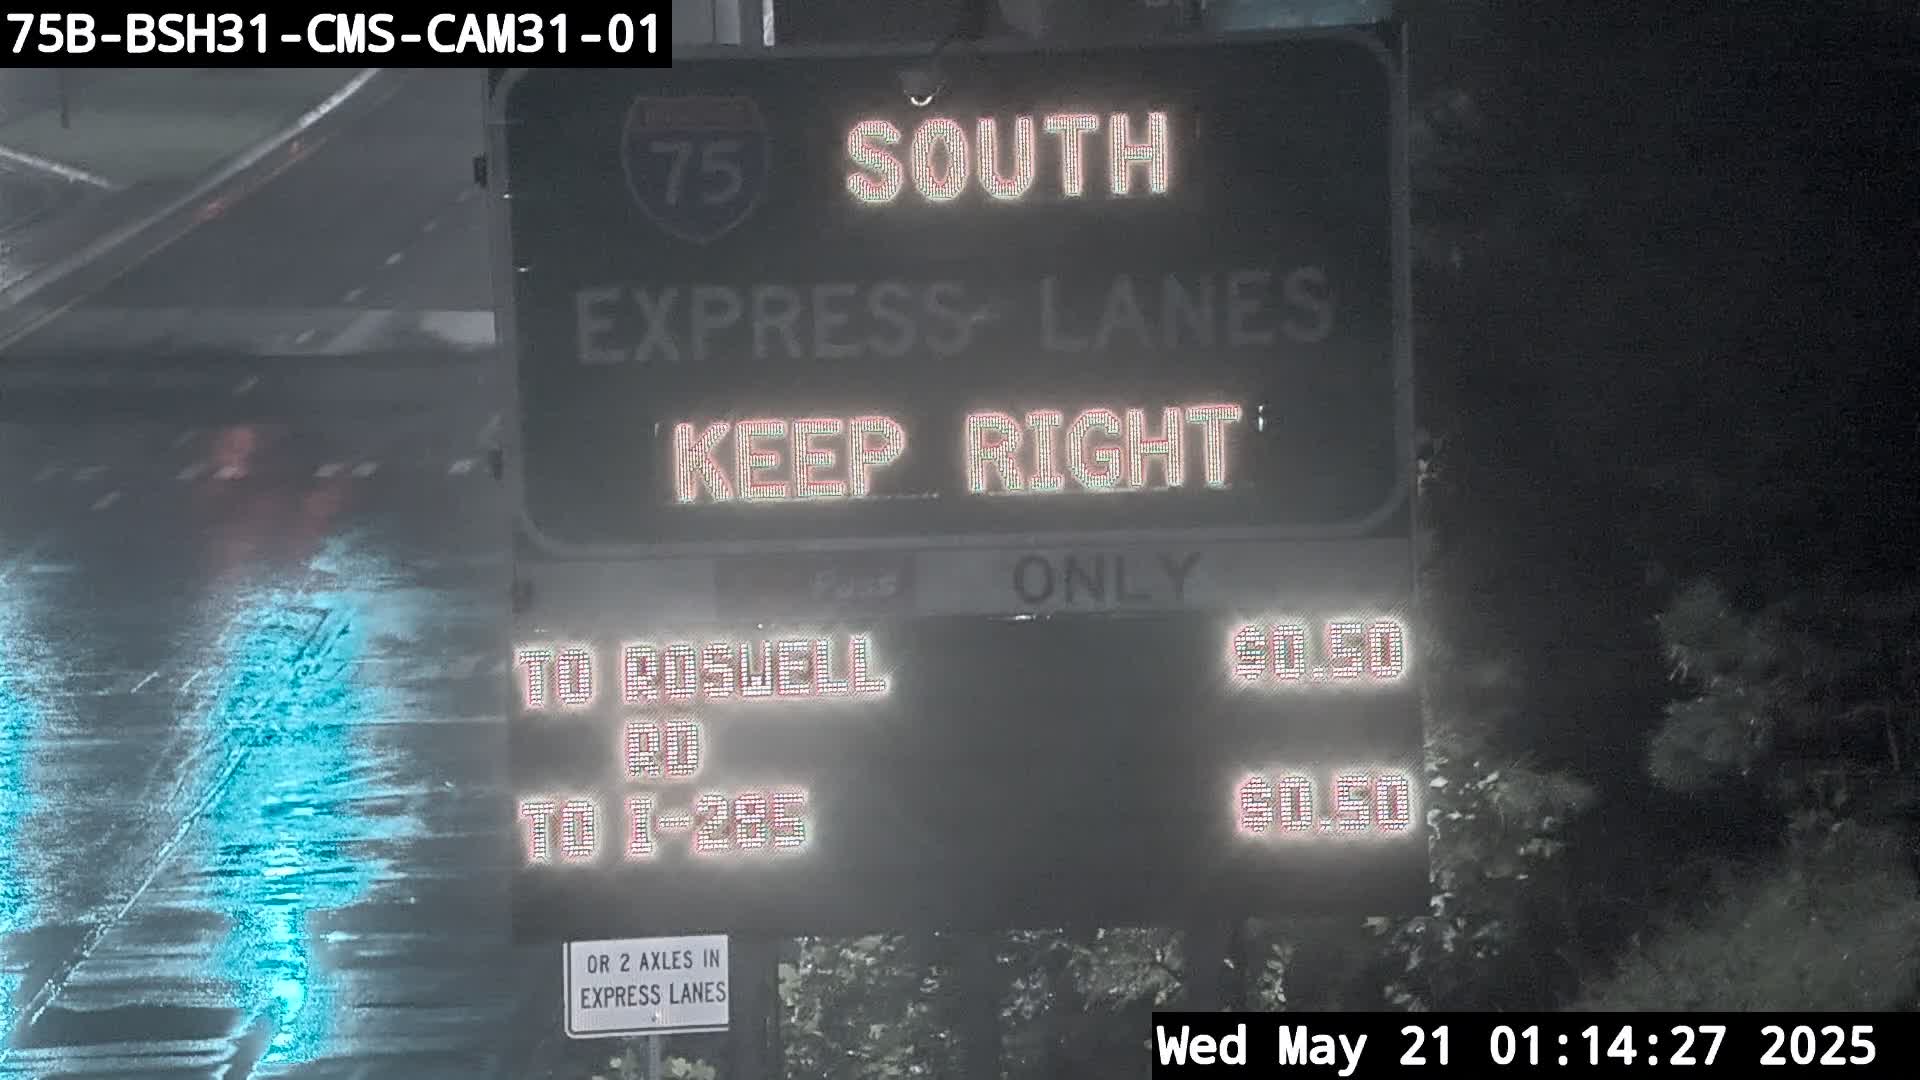 75B-BSH31-CMS-CAM31-01
75 SOUTH
EXPRESS LANES
KEEP RIGHT
Pass ONLY
TO ROSWELL $0.50
RD
TO I-285 $0.50
OR 2 AXLES IN
EXPRESS LANES
Wed May 21 01:14:27 2025